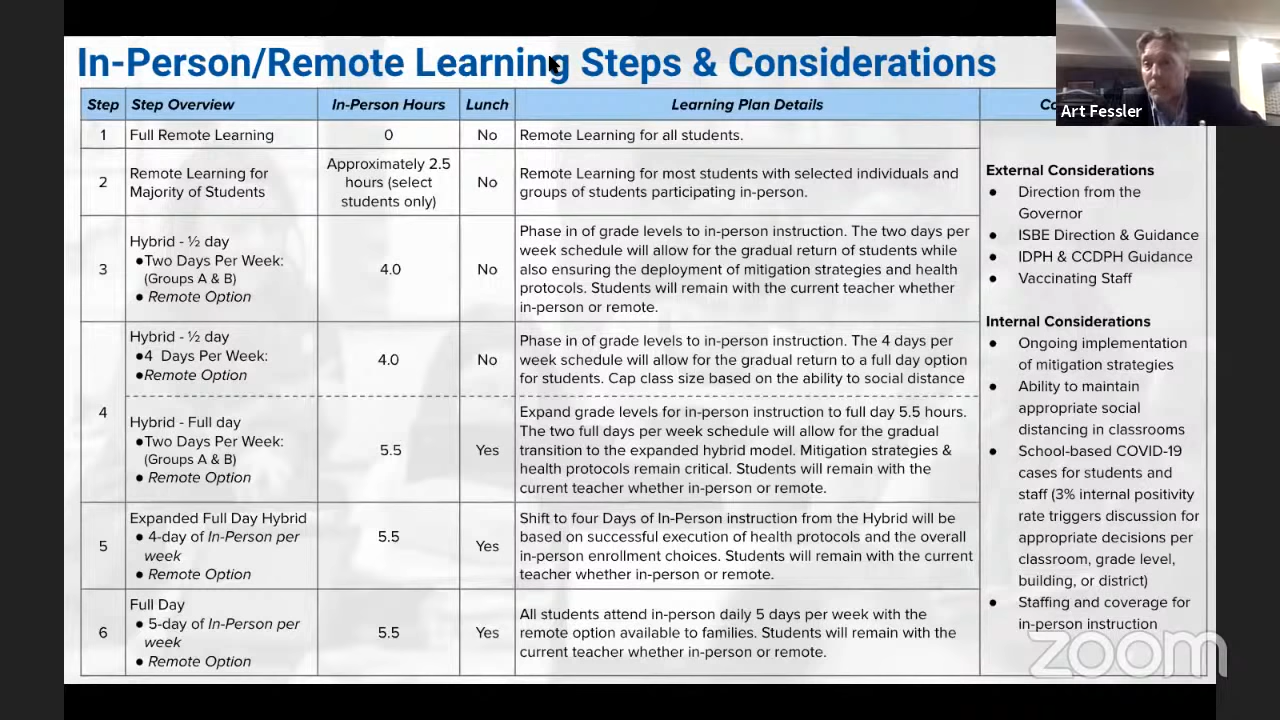 In-Person/Remote Learning Steps & Considerations
Art Fessler
Step Step Overview In-Person Hours Lunch Learning Plan Details
1 Full Remote Learning 0 No Remote Learning for all students.
2 Remote Learning for
Majority of Students
Approximately 2.5
hours (select
students only)
No
Remote Learning for most students with selected individuals and
groups of students participating in-person.
3
Hybrid - ½ day
●Two Days Per Week:
(Groups A & B)
● Remote Option
4.0
No
Phase in of grade levels to in-person instruction. The two days per
week schedule will allow for the gradual return of students while
also ensuring the deployment of mitigation strategies and health
protocols. Students will remain with the current teacher whether
in-person or remote.
4
Hybrid - ½ day
●4 Days Per Week:
●Remote Option
4.0
No
Phase in of grade levels to in-person instruction. The 4 days per
week schedule will allow for the gradual return to a full day option
for students. Cap class size based on the ability to social distance
Hybrid - Full day
●Two Days Per Week:
(Groups A & B)
● Remote Option
5.5
Yes
Expand grade levels for in-person instruction to full day 5.5 hours.
The two full days per week schedule will allow for the gradual
transition to the expanded hybrid model. Mitigation strategies &
health protocols remain critical. Students will remain with the
current teacher whether in-person or remote.
5
Expanded Full Day Hybrid
● 4-day of In-Person per
week
● Remote Option
5.5
Yes
Shift to four Days of In-Person instruction from the Hybrid will be
based on successful execution of health protocols and the overall
in-person enrollment choices. Students will remain with the current
teacher whether in-person or remote.
6
Full Day
● 5-day of In-Person per
week
● Remote Option
5.5
Yes
All students attend in-person daily 5 days per week with the
remote option available to families. Students will remain with the
current teacher whether in-person or remote.
External Considerations
● Direction from the
Governor
● ISBE Direction & Guidance
● IDPH & CCDPH Guidance
● Vaccinating Staff
Internal Considerations
● Ongoing implementation
of mitigation strategies
● Ability to maintain
appropriate social
distancing in classrooms
● School-based COVID-19
cases for students and
staff (3% internal positivity
rate triggers discussion for
appropriate decisions per
classroom, grade level,
building, or district)
● Staffing and coverage for
in-person instruction
zoom